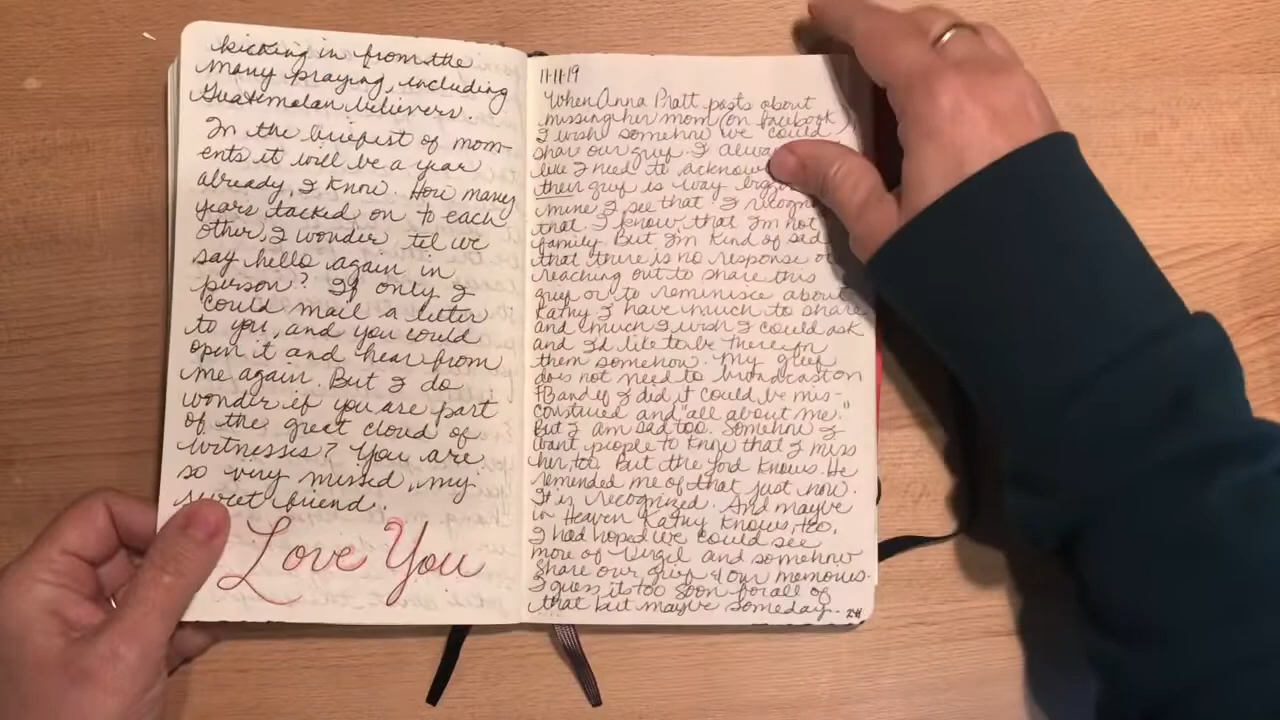 kicking in from the
many praying, including
Guatemalan believers.
In the briefest of mom-
ents it will be a year
already, I know. How many
years tacked on to each
other, I wonder, til we
say hello again in
person? If only I
could mail a letter
to you, and you could
open it and hear from
me again. But I do
wonder if you are part
of the great cloud of
witnesses? You are
so very missed, my
sweet friend.
Love You
11-11-19
When Anna Pratt posts about
missing her mom (on facebook)
I wish somehow we could
share our grief. I
like I need to
their grief is way
mine I see that I
that. I know that I'm not
family. But I'm kind of sad
that there is no response
reaching out to share this
grief or to reminisce about
Kathy. I have much to share
and much I wish I could ask
and I'd like to be there for
them somehow. My grief
does not need to broadcast on
FB and if I did it could be mis-
construed and "all about me."
But I am sad too. Somehow I
want people to know that I miss
her, too. But the Lord knows. He
reminded me of that just now.
It is recognized. And maybe
in Heaven Kathy knows, too.
I had hoped we could see
more of Virgil and somehow
share our grief & our memories.
I guess it's too soon for all of
that but maybe someday.